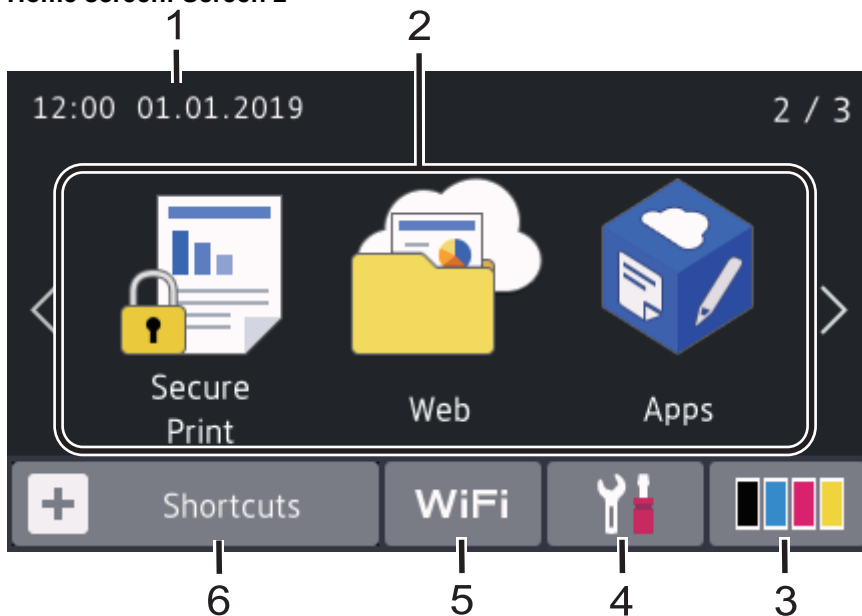 Home screen: Screen 2
1
2
12:00 01.01.2019
2 / 3
Secure
Print
Web
Apps
Shortcuts
WiFi
6
5
4
3